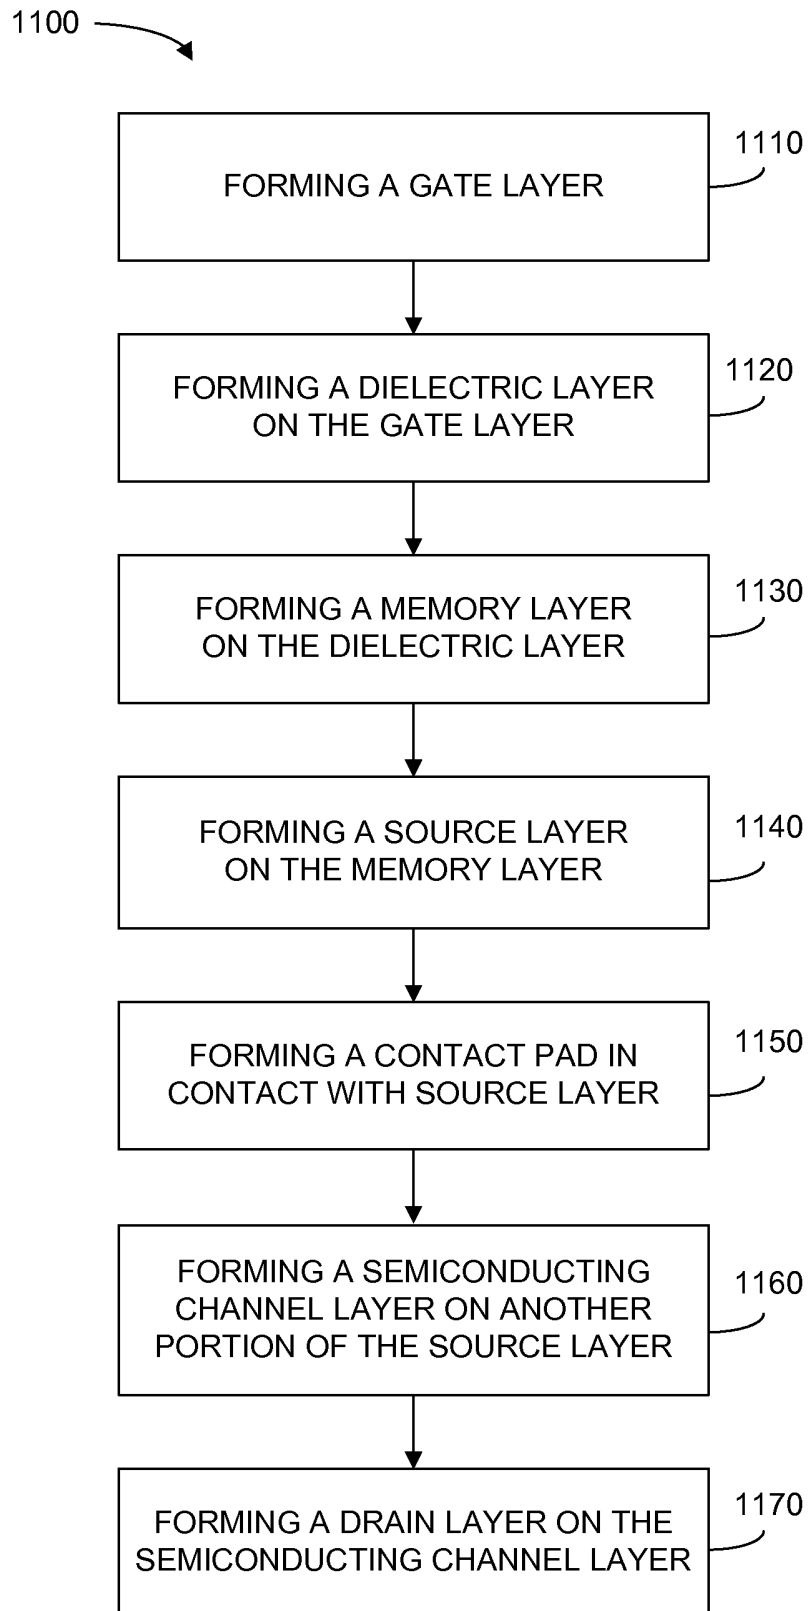 1100
1110
FORMING A GATE LAYER
1120
FORMING A DIELECTRIC LAYER
ON THE GATE LAYER
1130
FORMING A MEMORY LAYER
ON THE DIELECTRIC LAYER
1140
FORMING A SOURCE LAYER
ON THE MEMORY LAYER
1150
FORMING A CONTACT PAD IN
CONTACT WITH SOURCE LAYER
1160
FORMING A SEMICONDUCTING
CHANNEL LAYER ON ANOTHER
PORTION OF THE SOURCE LAYER
1170
FORMING A DRAIN LAYER ON THE
SEMICONDUCTING CHANNEL LAYER